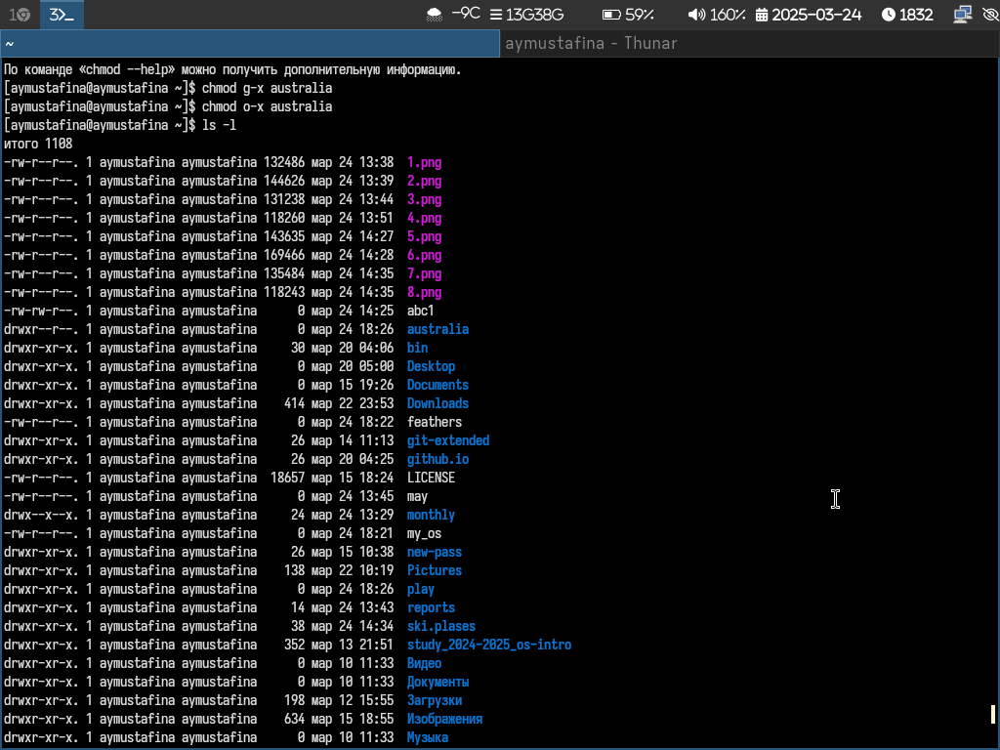 1 3 -9C 13G38G 59% 160% 2025-03-24 1832
~ aymustafina - Thunar
По команде «chmod --help» можно получить дополнительную информацию.
[aymustafina@aymustafina ~]$ chmod g-x australia
[aymustafina@aymustafina ~]$ chmod o-x australia
[aymustafina@aymustafina ~]$ ls -l
итого 1108
-rw-r--r--. 1 aymustafina aymustafina 132486 мар 24 13:38 1.png
-rw-r--r--. 1 aymustafina aymustafina 144626 мар 24 13:39 2.png
-rw-r--r--. 1 aymustafina aymustafina 131238 мар 24 13:44 3.png
-rw-r--r--. 1 aymustafina aymustafina 118260 мар 24 13:51 4.png
-rw-r--r--. 1 aymustafina aymustafina 143635 мар 24 14:27 5.png
-rw-r--r--. 1 aymustafina aymustafina 169466 мар 24 14:28 6.png
-rw-r--r--. 1 aymustafina aymustafina 135484 мар 24 14:35 7.png
-rw-r--r--. 1 aymustafina aymustafina 118243 мар 24 14:35 8.png
-rw-rw-r--. 1 aymustafina aymustafina 0 мар 24 14:25 abc1
drwxr--r--. 1 aymustafina aymustafina 0 мар 24 18:26 australia
drwxr-xr-x. 1 aymustafina aymustafina 30 мар 20 04:06 bin
drwxr-xr-x. 1 aymustafina aymustafina 0 мар 20 05:00 Desktop
drwxr-xr-x. 1 aymustafina aymustafina 0 мар 15 19:26 Documents
drwxr-xr-x. 1 aymustafina aymustafina 414 мар 22 23:53 Downloads
-rw-r--r--. 1 aymustafina aymustafina 0 мар 24 18:22 feathers
drwxr-xr-x. 1 aymustafina aymustafina 26 мар 14 11:13 git-extended
drwxr-xr-x. 1 aymustafina aymustafina 26 мар 20 04:25 github.io
-rw-r--r--. 1 aymustafina aymustafina 18657 мар 15 18:24 LICENSE
-rw-r--r--. 1 aymustafina aymustafina 0 мар 24 13:45 may
drwx--x--x. 1 aymustafina aymustafina 24 мар 24 13:29 monthly
-rw-r--r--. 1 aymustafina aymustafina 0 мар 24 18:21 my_os
drwxr-xr-x. 1 aymustafina aymustafina 26 мар 15 10:38 new-pass
drwxr-xr-x. 1 aymustafina aymustafina 138 мар 22 10:19 Pictures
drwxr-xr-x. 1 aymustafina aymustafina 0 мар 24 18:26 play
drwxr-xr-x. 1 aymustafina aymustafina 14 мар 24 13:43 reports
drwxr-xr-x. 1 aymustafina aymustafina 38 мар 24 14:34 ski.plases
drwxr-xr-x. 1 aymustafina aymustafina 352 мар 13 21:51 study_2024-2025_os-intro
drwxr-xr-x. 1 aymustafina aymustafina 0 мар 10 11:33 Видео
drwxr-xr-x. 1 aymustafina aymustafina 0 мар 10 11:33 Документы
drwxr-xr-x. 1 aymustafina aymustafina 198 мар 12 15:55 Загрузки
drwxr-xr-x. 1 aymustafina aymustafina 634 мар 15 18:55 Изображения
drwxr-xr-x. 1 aymustafina aymustafina 0 мар 10 11:33 Музыка